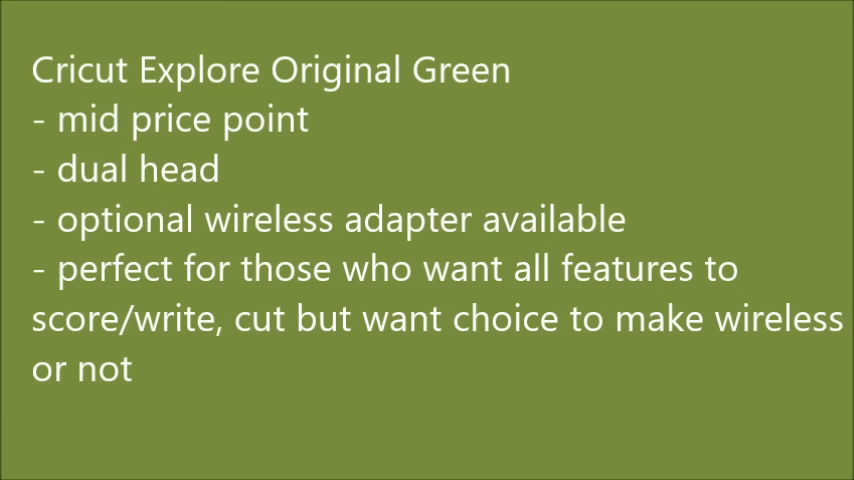 Cricut Explore Original Green
- mid price point
- dual head
- optional wireless adapter available
- perfect for those who want all features to
score/write, cut but want choice to make wireless
or not